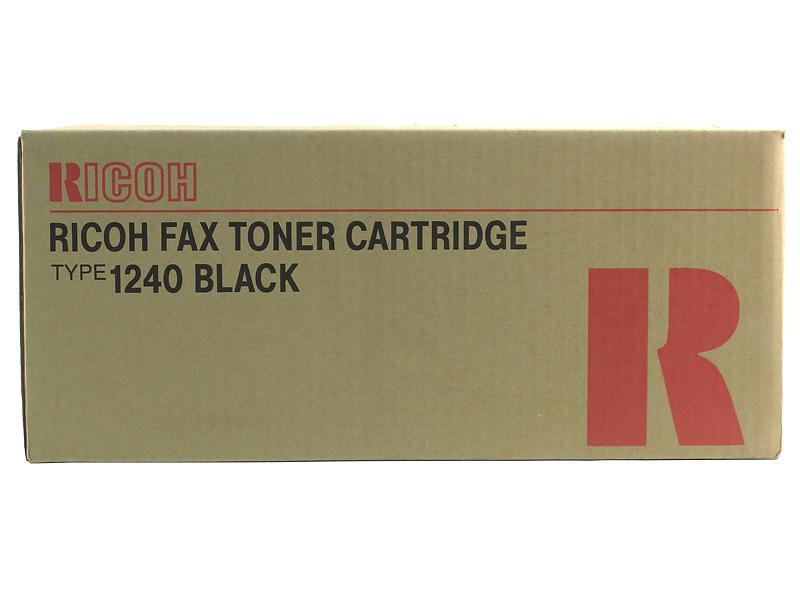 RICOH
RICOH FAX TONER CARTRIDGE
TYPE 1240 BLACK
R